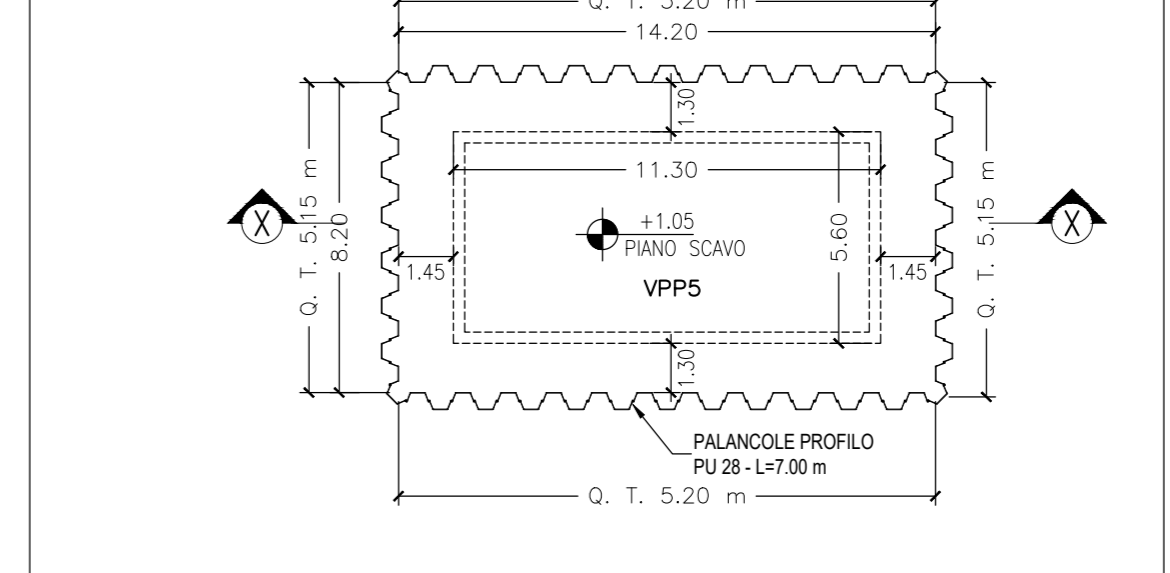 Q. T. 5.20 m
14.20
1.30
11.30
Q. T. 5.15 m
8.20
X
+1.05
PIANO SCAVO
VPP5
5.60
1.45
1.45
Q. T. 5.15 m
X
1.30
PALANCOLE PROFILO
PU 28 - L=7.00 m
Q. T. 5.20 m